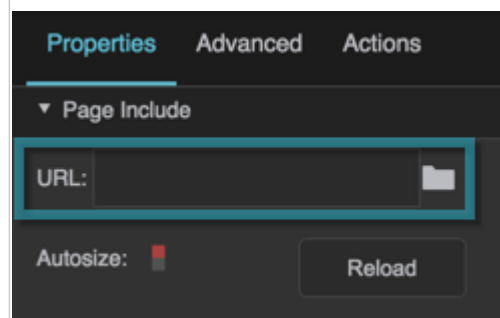 Properties Advanced Actions
Page Include
URL:
Autosize: Reload